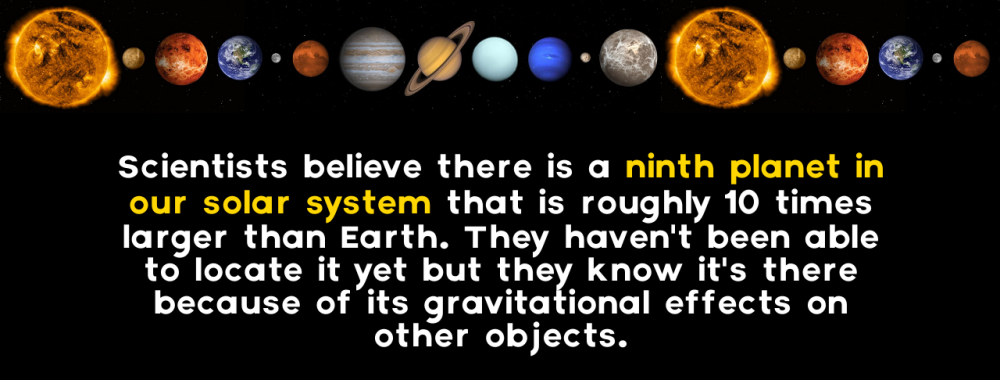 Scientists believe there is a ninth planet in
our solar system that is roughly 10 times
larger than Earth. They haven't been able
to locate it yet but they know it's there
because of its gravitational effects on
other objects.